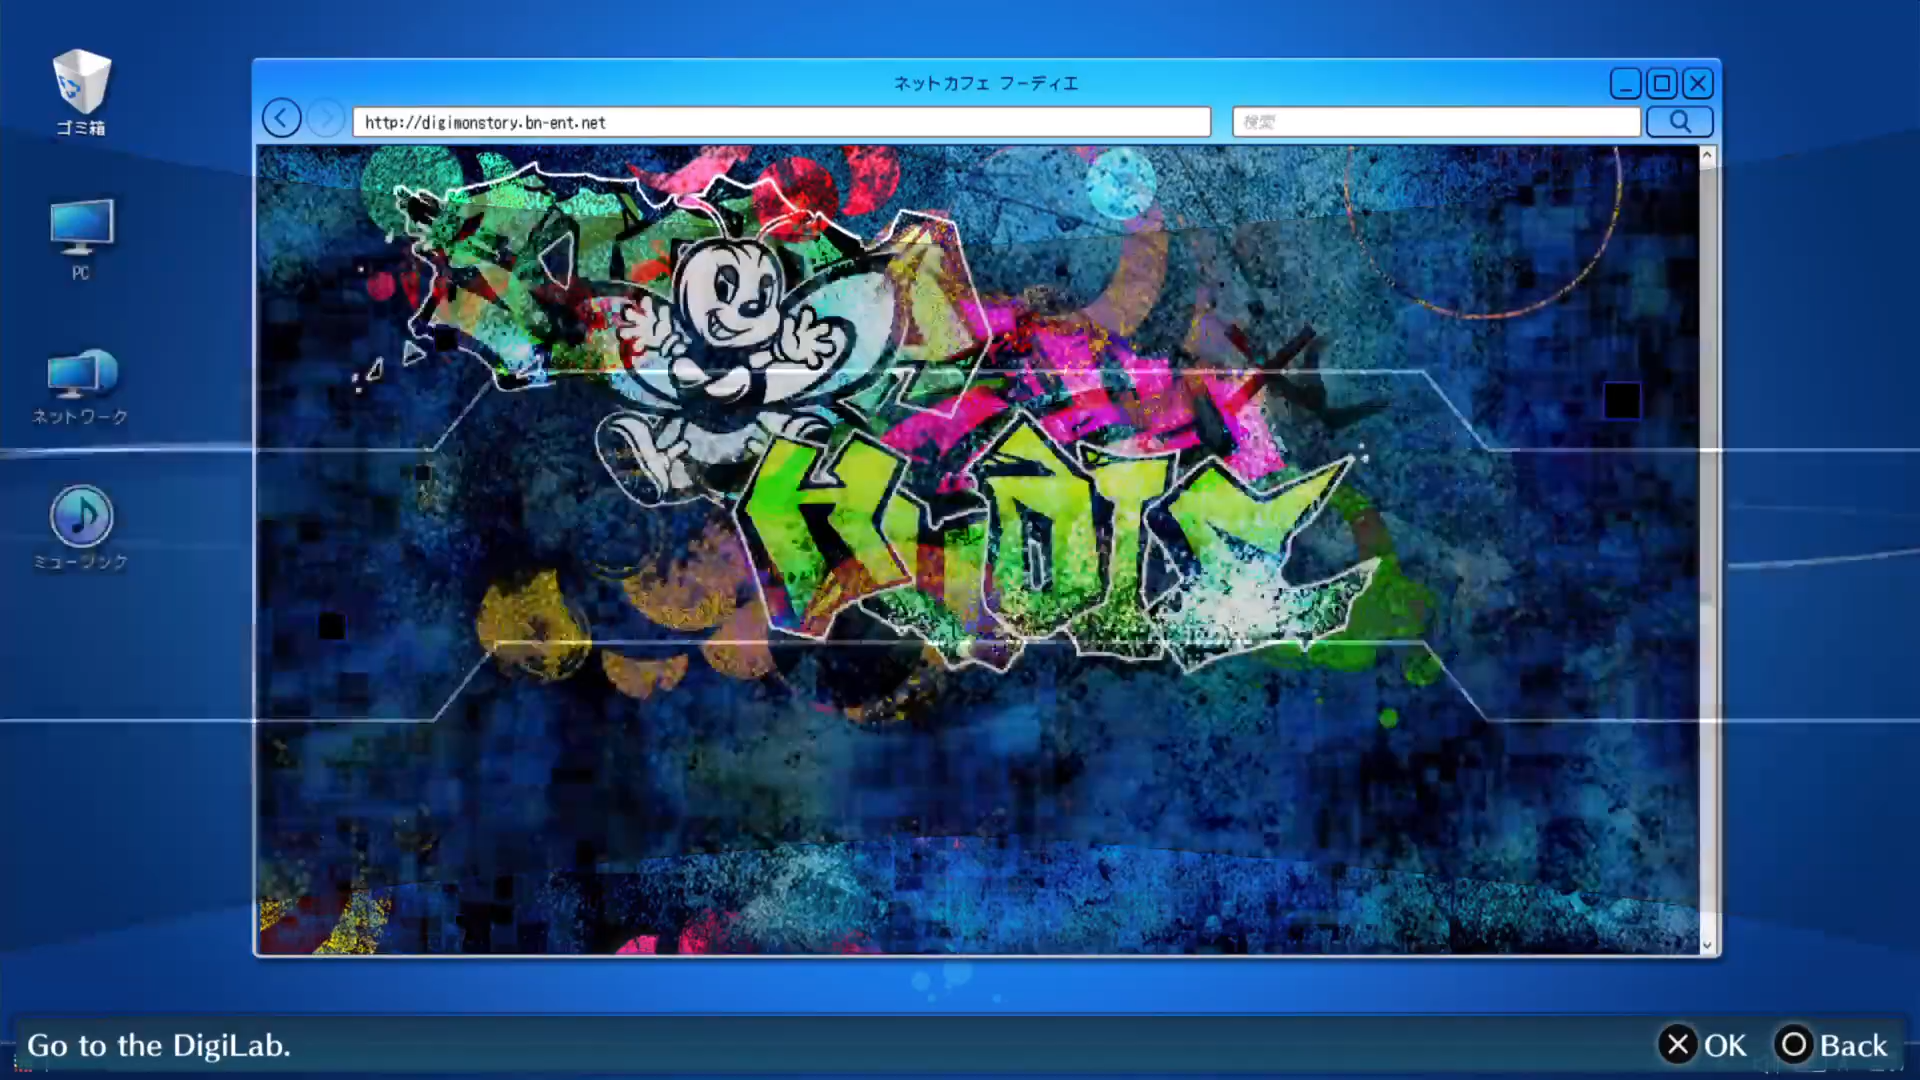 ネットカフェ フーディエ
http://digimonstory.bn-ent.net
検索
ゴミ箱
PC
ネットワーク
ミュージック
Go to the DigiLab.
OK
Back